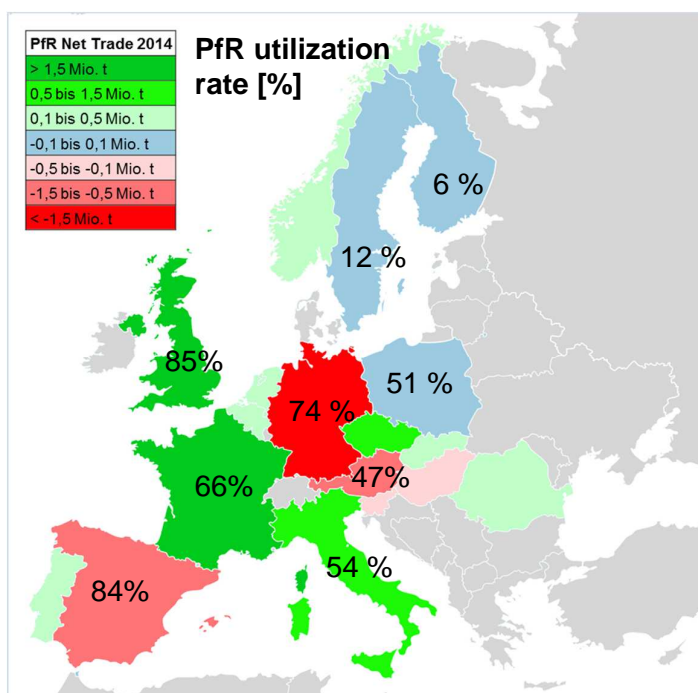 PfR Net Trade 2014
> 1,5 Mio. t
0,5 bis 1,5 Mio. t
0,1 bis 0,5 Mio. t
-0,1 bis 0,1 Mio. t
-0,5 bis -0,1 Mio. t
-1,5 bis -0,5 Mio. t
< -1,5 Mio. t
PfR utilization
rate [%]
6 %
12 %
85%
51 %
74 %
47%
66%
54 %
84%